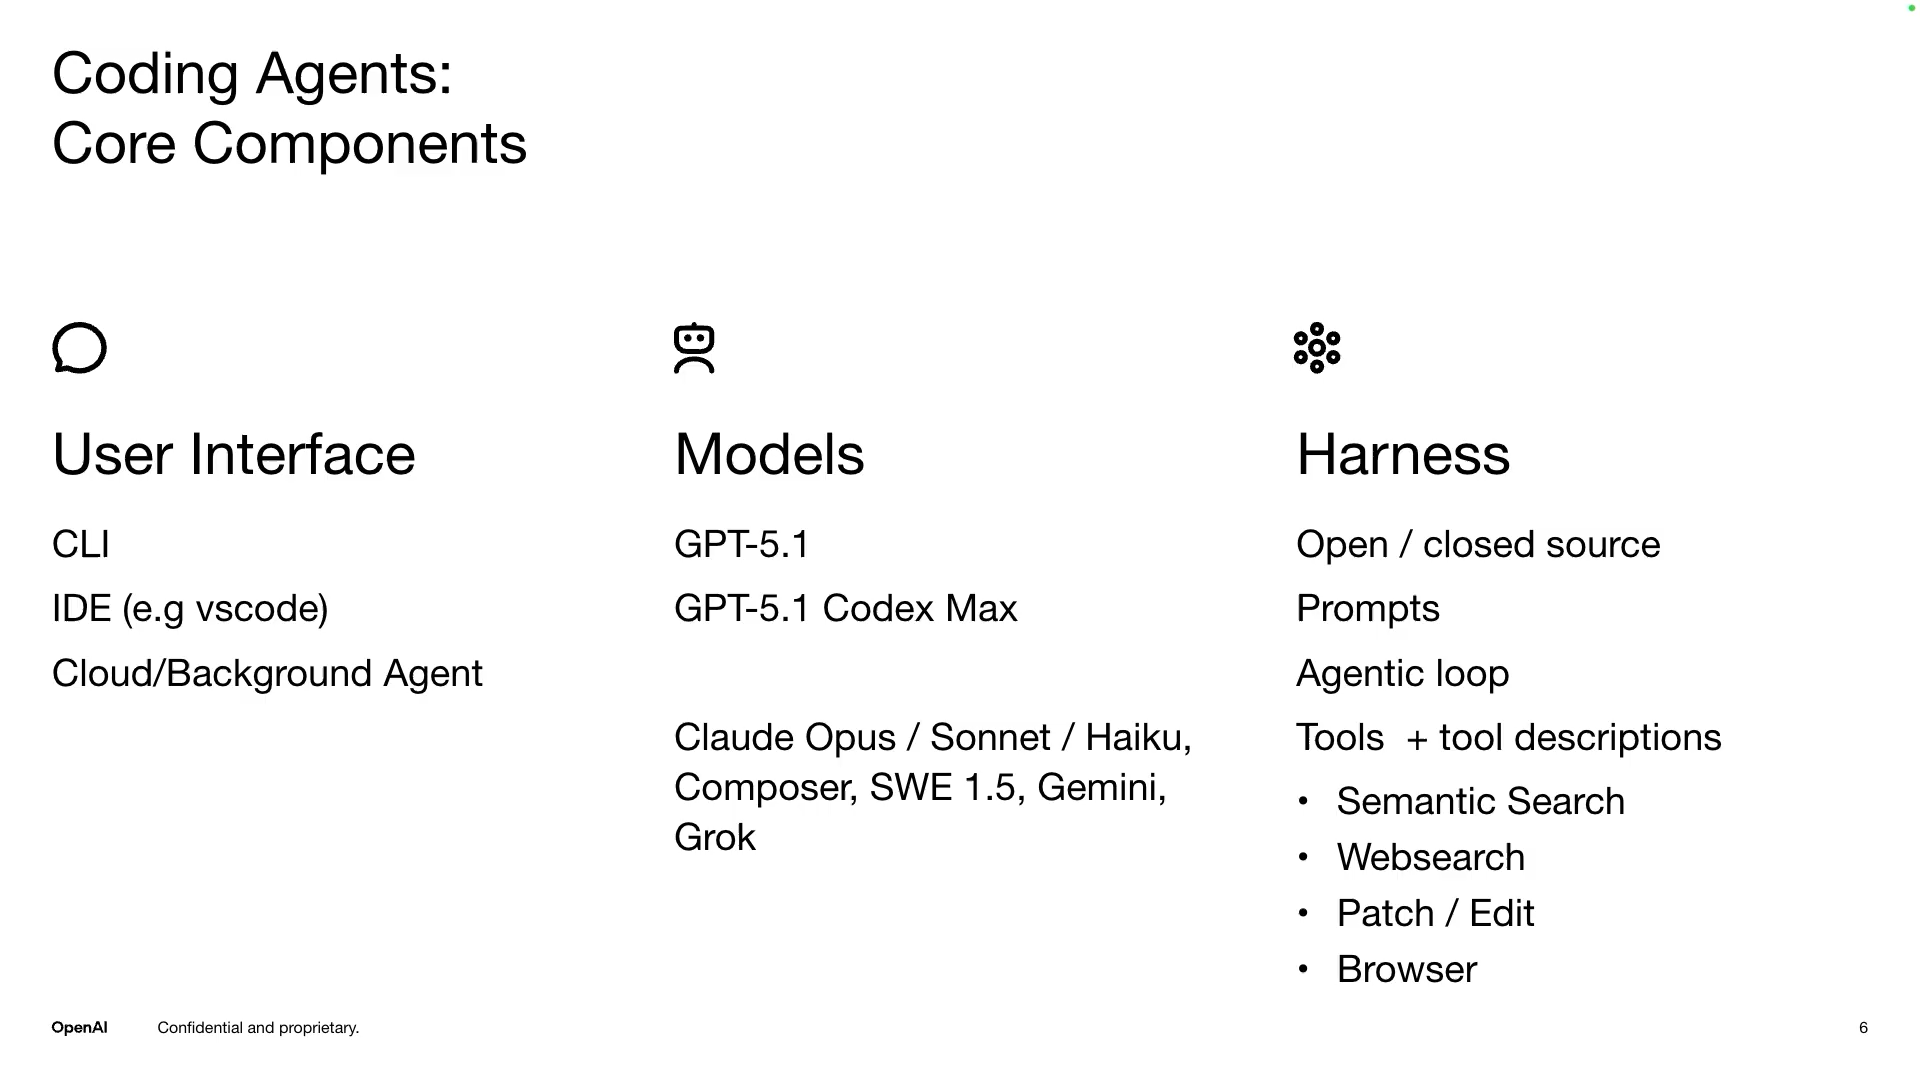 Coding Agents:
Core Components
User Interface
CLI
IDE (e.g vscode)
Cloud/Background Agent
Models
GPT-5.1
GPT-5.1 Codex Max
Claude Opus / Sonnet / Haiku,
Composer, SWE 1.5, Gemini,
Grok
Harness
Open / closed source
Prompts
Agentic loop
Tools  + tool descriptions
• Semantic Search
• Websearch
• Patch / Edit
• Browser
OpenAI Confidential and proprietary. 6